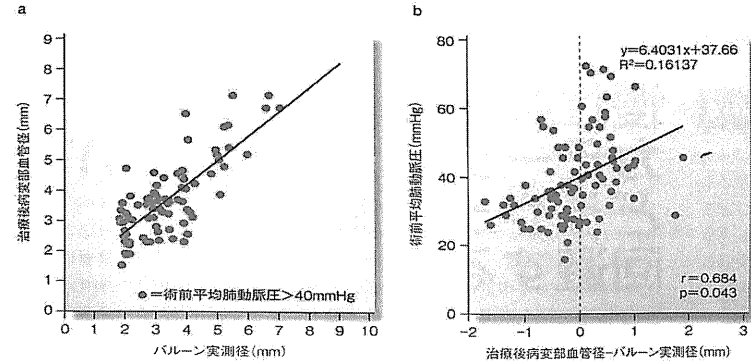 a
9
8
7
6
5
4
3
2
1
0
治療後病変部血管径(mm)
●=術前平均肺動脈圧>40mmHg
0 1 2 3 4 5 6 7 8 9 10
バルーン実測径(mm)
b
80
60
40
20
0
術前平均肺動脈圧(mmHg)
y=6.4031x+37.66
R²=0.16137
r=0.684
p=0.043
-2 -1 0 1 2 3
治療後病変部血管径-バルーン実測径(mm)